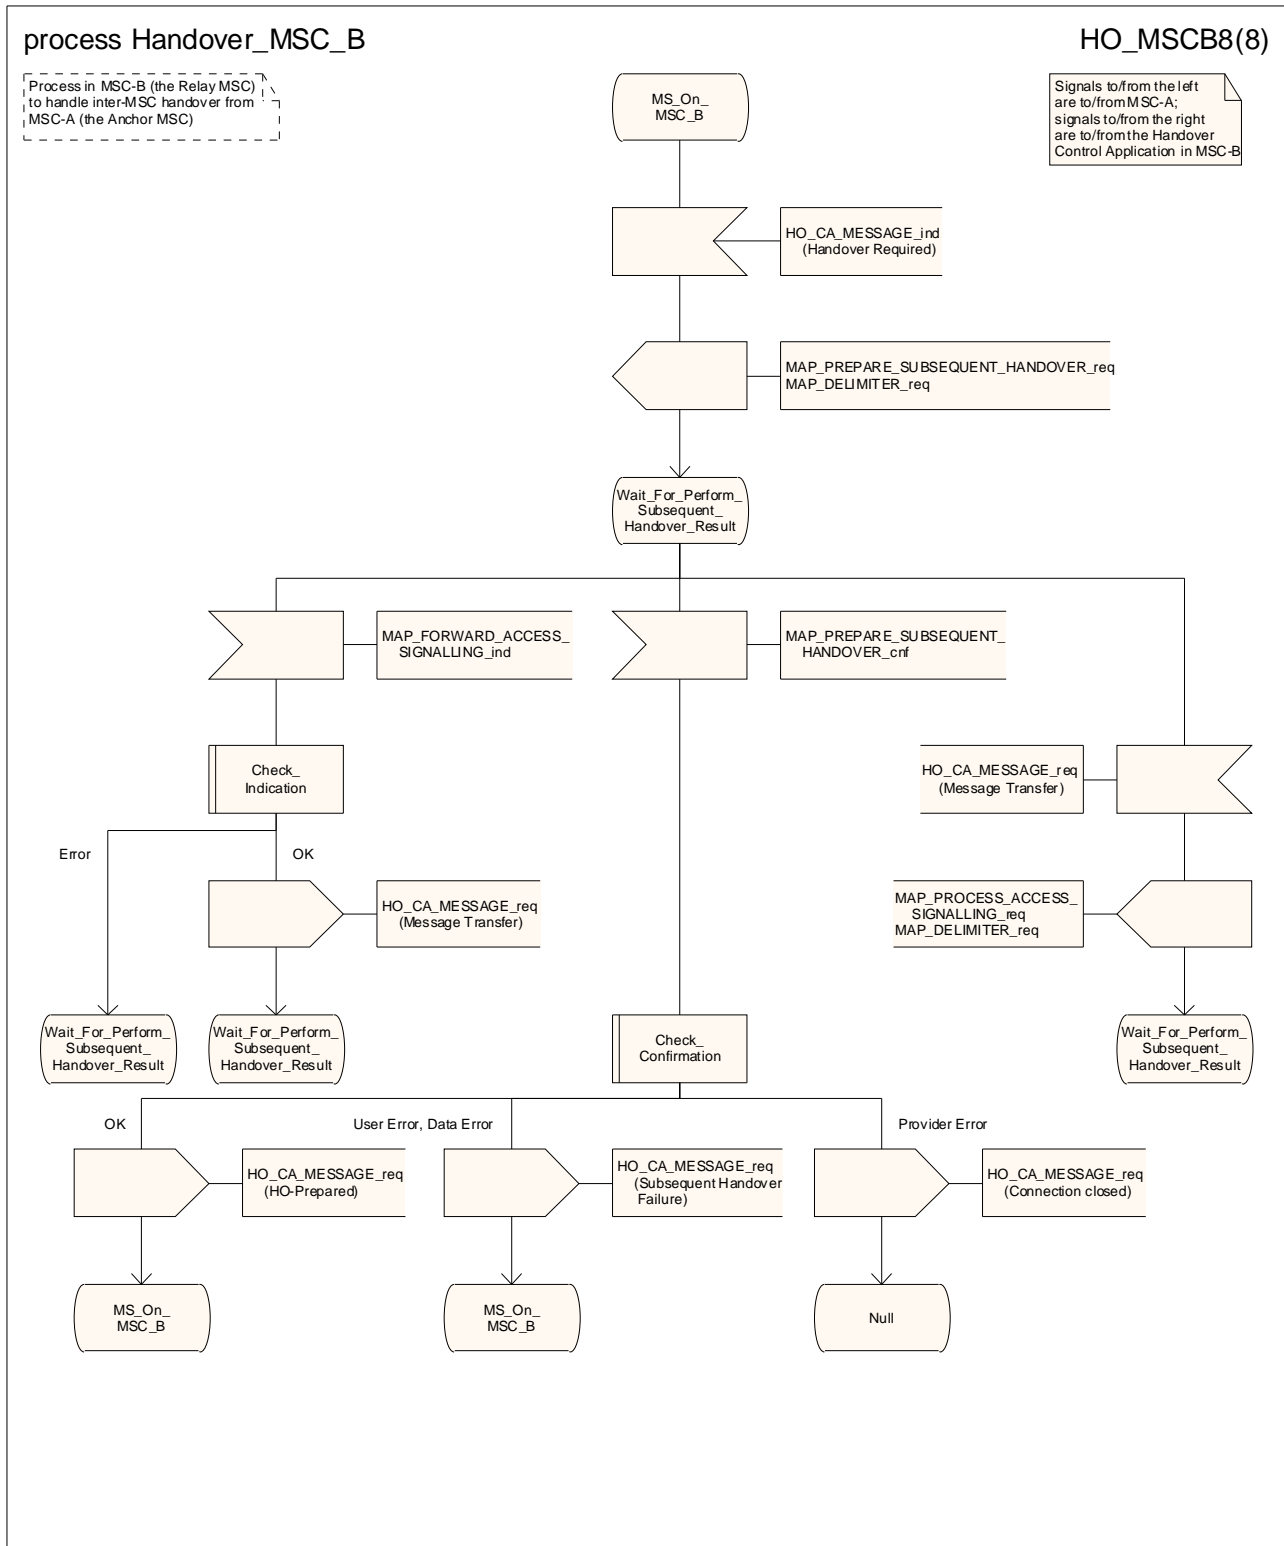 process Handover_MSC_B
HO_MSCB8(8)
Process in MSC-B (the Relay MSC)
to handle inter-MSC handover from
MSC-A (the Anchor MSC)
Signals to/from the left
are to/from MSC-A;
signals to/from the right
are to/from the Handover
Control Application in MSC-B
MS_On_
MSC_B
HO_CA_MESSAGE_ind
(Handover Required)
MAP_PREPARE_SUBSEQUENT_HANDOVER_req
MAP_DELIMITER_req
Wait_For_Perform_
Subsequent_
Handover_Result
MAP_FORWARD_ACCESS_
SIGNALLING_ind
MAP_PREPARE_SUBSEQUENT_
HANDOVER_cnf
Check_
Indication
HO_CA_MESSAGE_req
(Message Transfer)
Error
OK
HO_CA_MESSAGE_req
(Message Transfer)
MAP_PROCESS_ACCESS_
SIGNALLING_req
MAP_DELIMITER_req
Wait_For_Perform_
Subsequent_
Handover_Result
Wait_For_Perform_
Subsequent_
Handover_Result
Check_
Confirmation
Wait_For_Perform_
Subsequent_
Handover_Result
OK
User Error, Data Error
Provider Error
HO_CA_MESSAGE_req
(HO-Prepared)
HO_CA_MESSAGE_req
(Subsequent Handover
Failure)
HO_CA_MESSAGE_req
(Connection closed)
MS_On_
MSC_B
MS_On_
MSC_B
Null